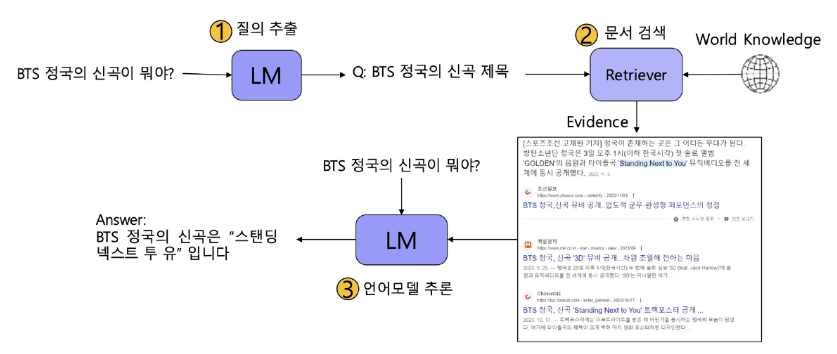 1 질의 추출
2 문서 검색
World Knowledge
BTS 정국의 신곡이 뭐야?
LM
Q: BTS 정국의 신곡 제목
Retriever
Evidence
[스포츠조선 고재완 기자] 정국이 존재하는 곳은 그 어디든 무대가 된다.
방탄소년단 정국은 3일 오후 1시(이하 한국시각) 첫 솔로 앨범
'GOLDEN'의 음원과 타이틀곡 'Standing Next to You' 뮤직비디오를 전 세
계에 동시 공개했다. 2023. 11. 3.
조선일보
BTS 정국,신곡 뮤비 공개..압도적 군무·완성형 퍼포먼스의 정점
매일경제
BTS 정국, 신곡 '3D' 뮤비 공개…차원 초월해 전하는 마음
Chosunbiz
BTS 정국, 신곡 'Standing Next to You' 트랙포스터 공개 ...
BTS 정국의 신곡이 뭐야?
LM
3 언어모델 추론
Answer:
BTS 정국의 신곡은 "스탠딩
넥스트 투 유" 입니다